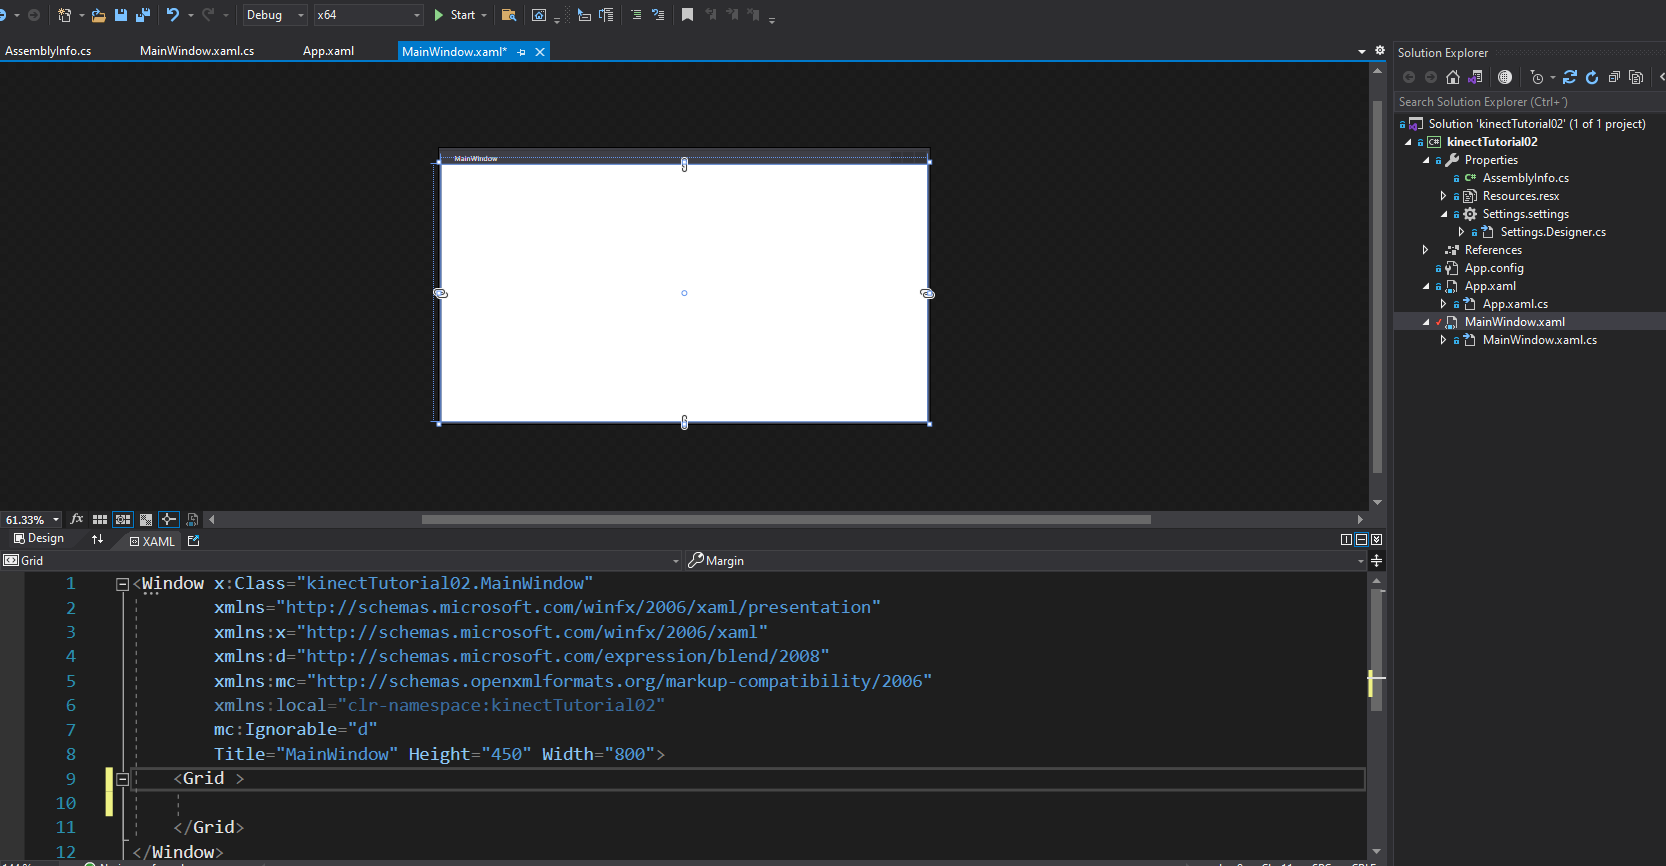 Debug x64 Start
AssemblyInfo.cs MainWindow.xaml.cs App.xaml MainWindow.xaml*
Solution Explorer
Search Solution Explorer (Ctrl+¨)
Solution 'kinectTutorial02' (1 of 1 project)
kinectTutorial02
Properties
AssemblyInfo.cs
Resources.resx
Settings.settings
Settings.Designer.cs
References
App.config
App.xaml
App.xaml.cs
MainWindow.xaml
MainWindow.xaml.cs
MainWindow
61.33% fx
Design XAML
Grid Margin
1 <Window x:Class="kinectTutorial02.MainWindow"
2 xmlns="http://schemas.microsoft.com/winfx/2006/xaml/presentation"
3 xmlns:x="http://schemas.microsoft.com/winfx/2006/xaml"
4 xmlns:d="http://schemas.microsoft.com/expression/blend/2008"
5 xmlns:mc="http://schemas.openxmlformats.org/markup-compatibility/2006"
6 xmlns:local="clr-namespace:kinectTutorial02"
7 mc:Ignorable="d"
8 Title="MainWindow" Height="450" Width="800">
9 <Grid >
10
11 </Grid>
12 </Window>